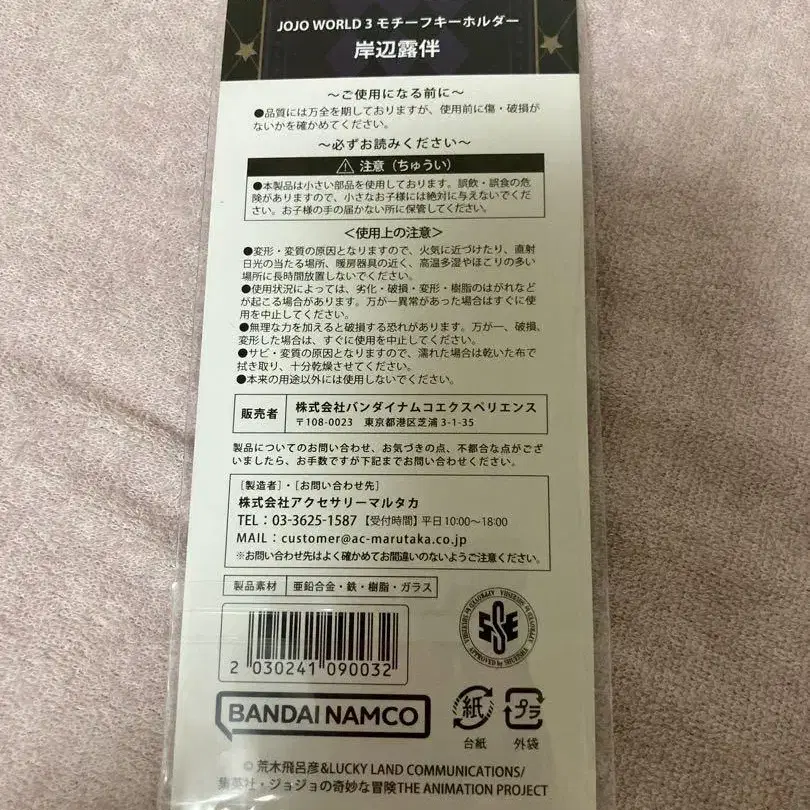 JOJO WORLD 3 モチーフキーホルダー
岸辺露伴
～ご使用になる前に～
●品質には万全を期しておりますが、使用前に傷・破損が
ないかを確かめてください。
～必ずお読みください～
⚠ 注意（ちゅうい）
●本製品は小さい部品を使用しております。誤飲・誤食の危
険がありますので、小さなお子様には絶対に与えないでくだ
さい。お子様の手の届かない所に保管してください。
＜使用上の注意＞
●変形・変質の原因となりますので、火気に近づけたり、直射
日光の当たる場所、暖房器具の近く、高温多湿やほこりの多い
場所に長時間放置しないでください。
●使用状況によっては、劣化・破損・変形・樹脂のはがれなど
が起こる場合があります。万が一異常があった場合はすぐに使
用を中止してください。
●無理な力を加えると破損する恐れがあります。万が一、破損、
変形した場合は、すぐに使用を中止してください。
●サビ・変質の原因となりますので、濡れた場合は乾いた布で
拭き取り、十分乾燥させてください。
●本来の用途以外には使用しないでください。
販売者 株式会社バンダイナムコエクスペリエンス
〒108-0023 東京都港区芝浦 3-1-35
製品についてのお問い合わせ、お気づきの点、不都合な点がござ
いましたら、お手数ですが下記までお問い合わせください。
［製造者］・［お問い合わせ先］
株式会社アクセサリーマルタカ
TEL：03-3625-1587 【受付時間】平日 10:00～18:00
MAIL：customer@ac-marutaka.co.jp
※お問い合わせ先はよく確かめてお間違いのないようご注意ください。
製品素材 亜鉛合金・鉄・樹脂・ガラス
2 030241 090032
BANDAI NAMCO
紙 プラ
台紙 外袋
© 荒木飛呂彦&LUCKY LAND COMMUNICATIONS/
集英社・ジョジョの奇妙な冒険THE ANIMATION PROJECT